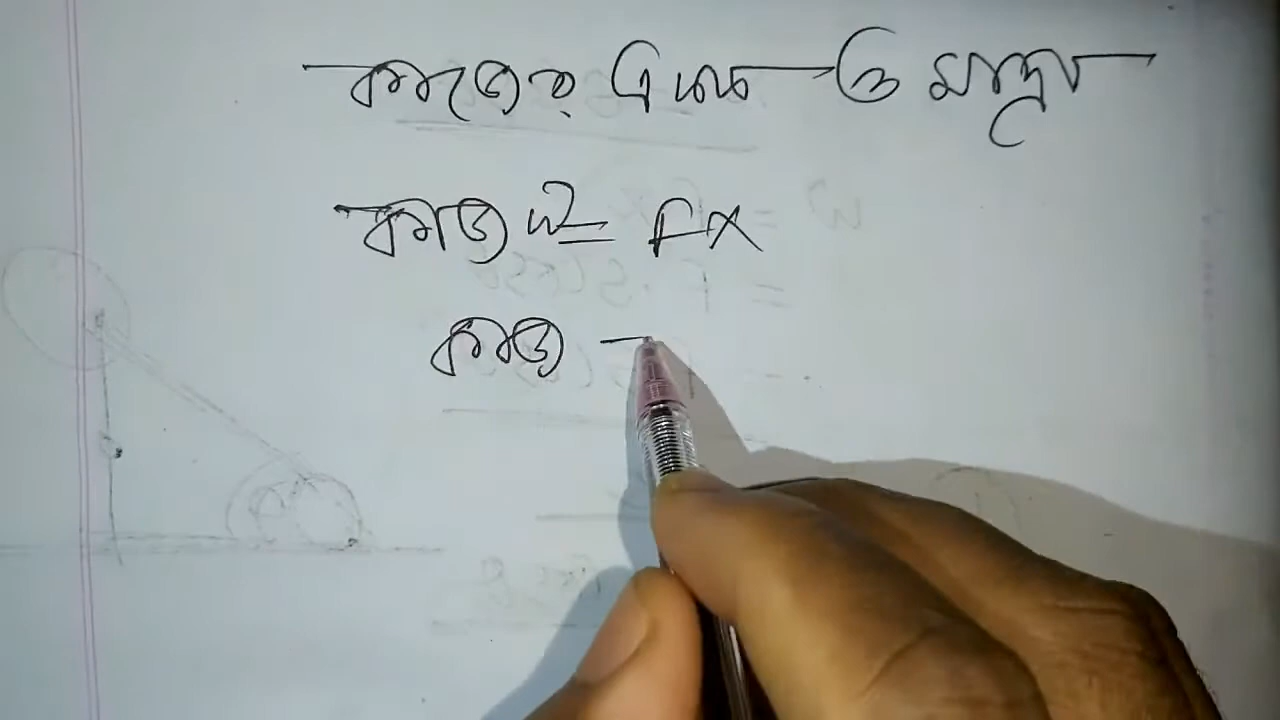 কাজের একক ও মাত্রা
কাজ W = FX
কাজ